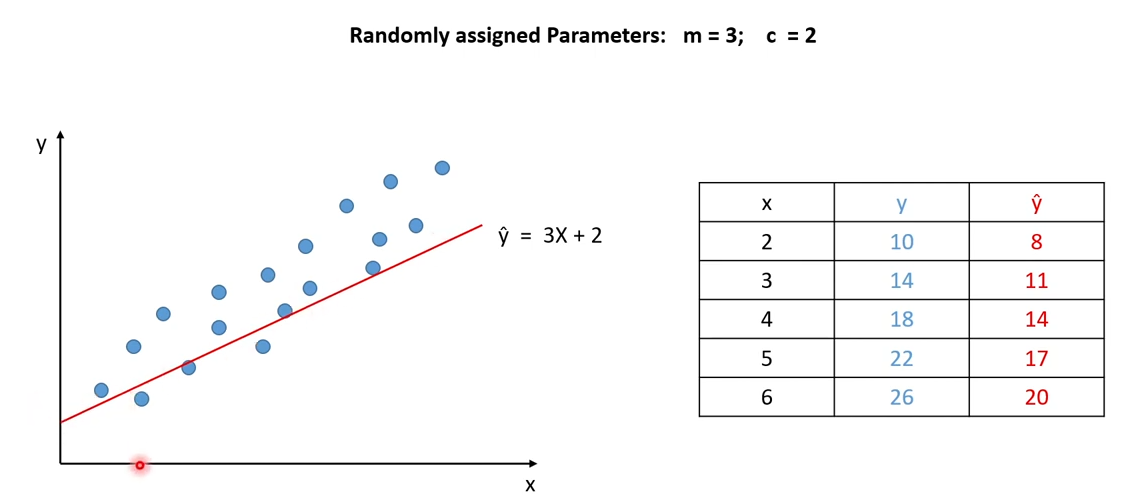 Randomly assigned Parameters: m = 3; c = 2
y
ŷ = 3X + 2
x
x y ŷ
2 10 8
3 14 11
4 18 14
5 22 17
6 26 20